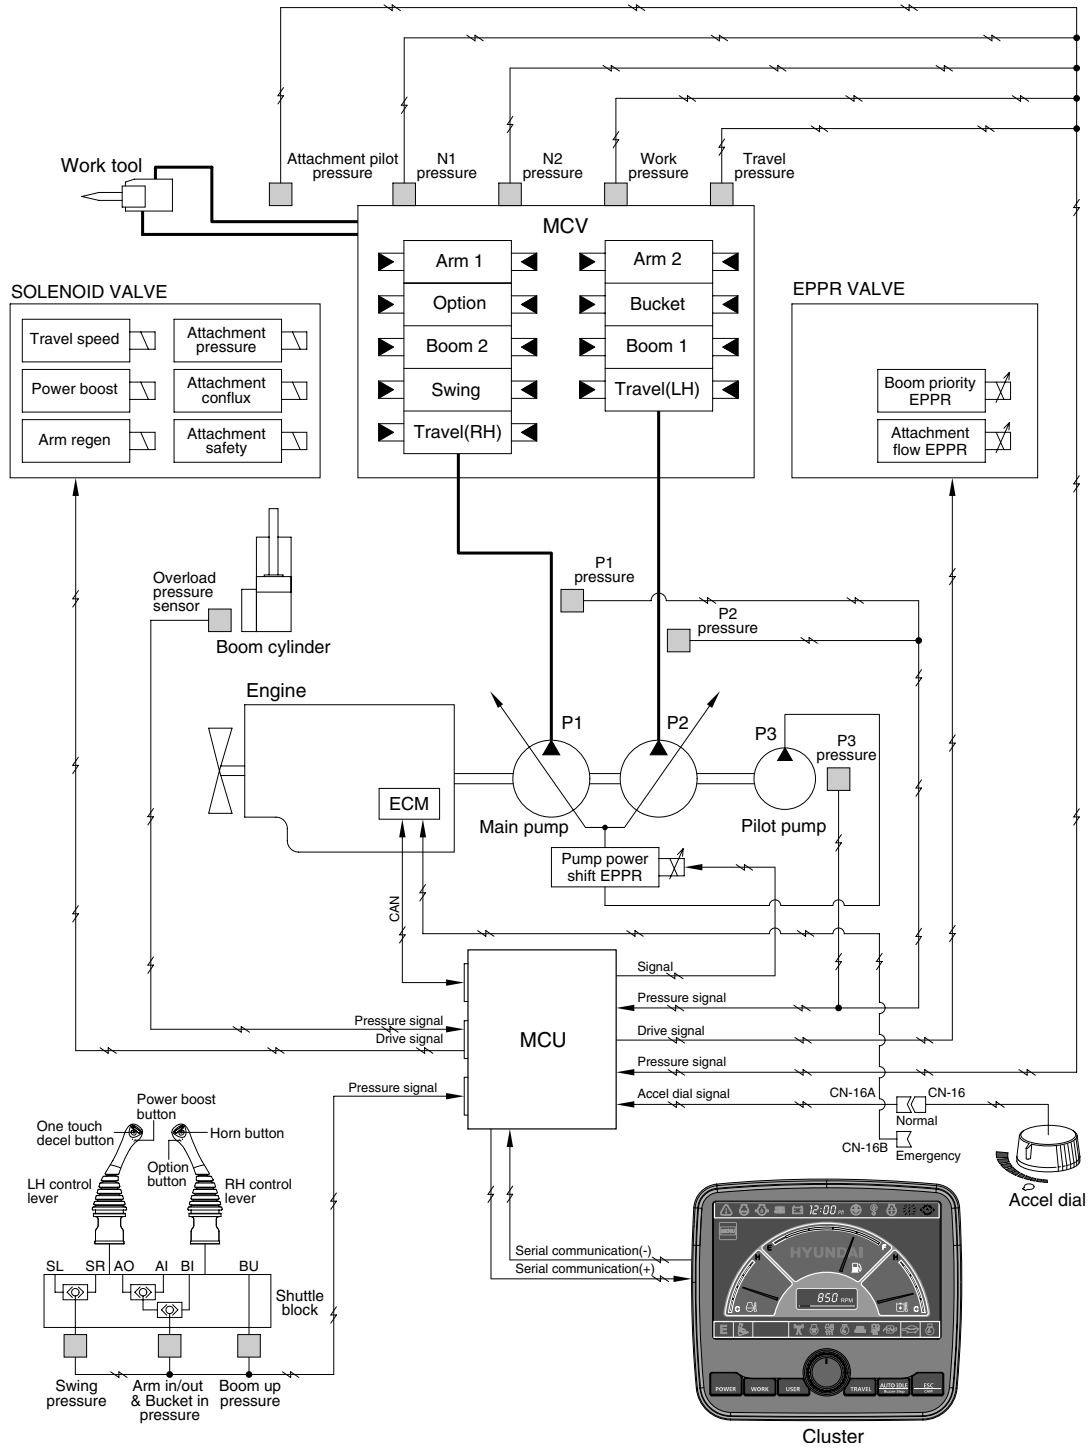 Attachment pilot
pressure
N1
pressure
N2
pressure
Work
pressure
Travel
pressure
Work tool
MCV
Arm 1
Option
Boom 2
Swing
Travel(RH)
Arm 2
Bucket
Boom 1
Travel(LH)
SOLENOID VALVE
Travel speed
Attachment
pressure
Power boost
Attachment
conflux
Arm regen
Attachment
safety
EPPR VALVE
Boom priority
EPPR
Attachment
flow EPPR
Overload
pressure
sensor
Boom cylinder
P1
pressure
P2
pressure
Engine
ECM
P1
P2
P3
P3
pressure
Main pump
Pilot pump
Pump power
shift EPPR
CAN
MCU
Signal
Pressure signal
Drive signal
Pressure signal
Accel dial signal
Pressure signal
Drive signal
Pressure signal
CN-16A
CN-16
Normal
CN-16B
Emergency
Accel dial
Power boost
button
One touch
decel button
Horn button
Option
button
LH control
lever
RH control
lever
SL
SR
AO
AI
BI
BU
Shuttle
block
Swing
pressure
Arm in/out
& Bucket in
pressure
Boom up
pressure
Serial communication(-)
Serial communication(+)
12:00
MENU
E
F
H
H
HYUNDAI
850 RPM
C
C
E
POWER
WORK
USER
TRAVEL
AUTO IDLE
Buzzer Stop
ESC
CAM
Cluster